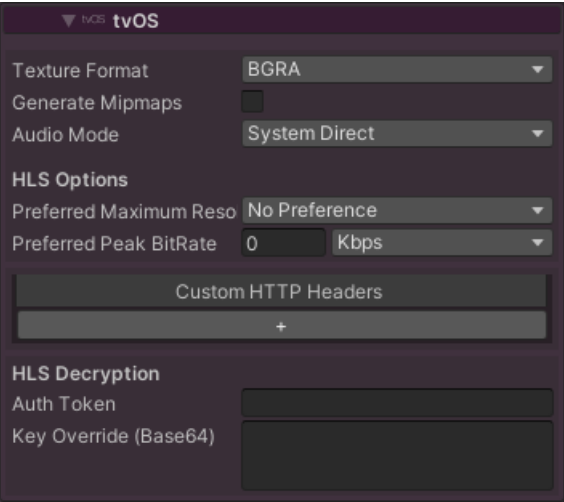 tvOS tvOS
Texture Format BGRA
Generate Mipmaps
Audio Mode System Direct
HLS Options
Preferred Maximum Reso No Preference
Preferred Peak BitRate 0 Kbps
Custom HTTP Headers
+
HLS Decryption
Auth Token
Key Override (Base64)